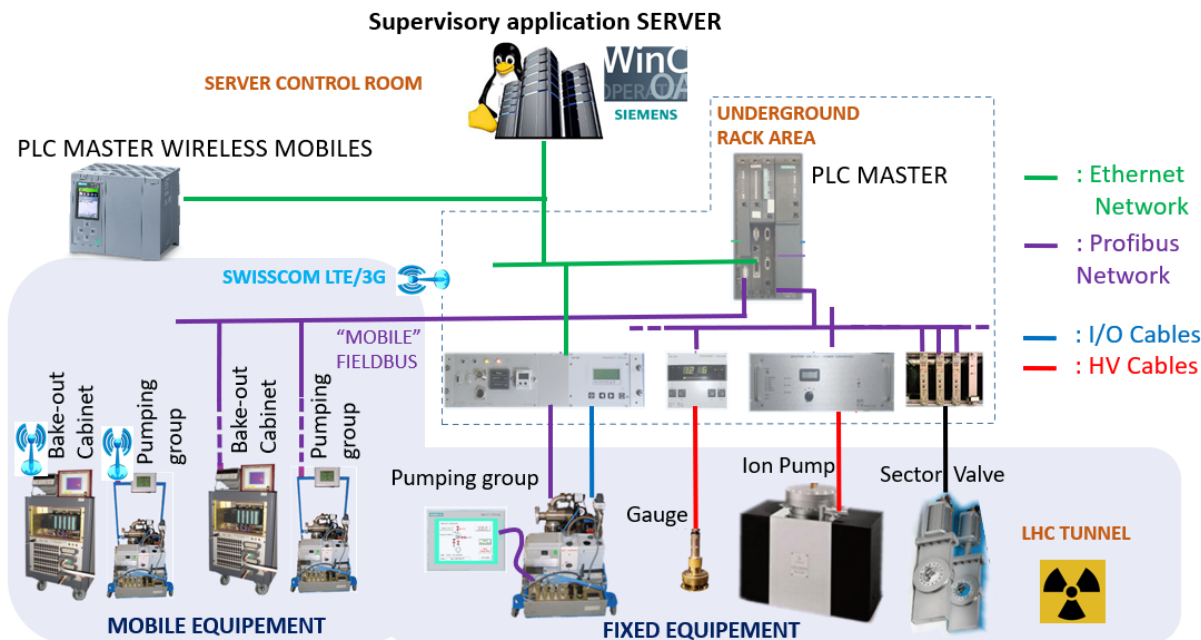 Supervisory application SERVER
SERVER CONTROL ROOM
WinC
OA
OPERAT
SIEMENS
UNDERGROUND
RACK AREA
PLC MASTER WIRELESS MOBILES
PLC MASTER
: Ethernet
Network
: Profibus
Network
: I/O Cables
: HV Cables
SWISSCOM LTE/3G
"MOBILE"
FIELDBUS
Bake-out
Cabinet
Pumping
group
Bake-out
Cabinet
Pumping
group
Pumping group
Gauge
Ion Pump
Sector Valve
LHC TUNNEL
MOBILE EQUIPEMENT
FIXED EQUIPEMENT